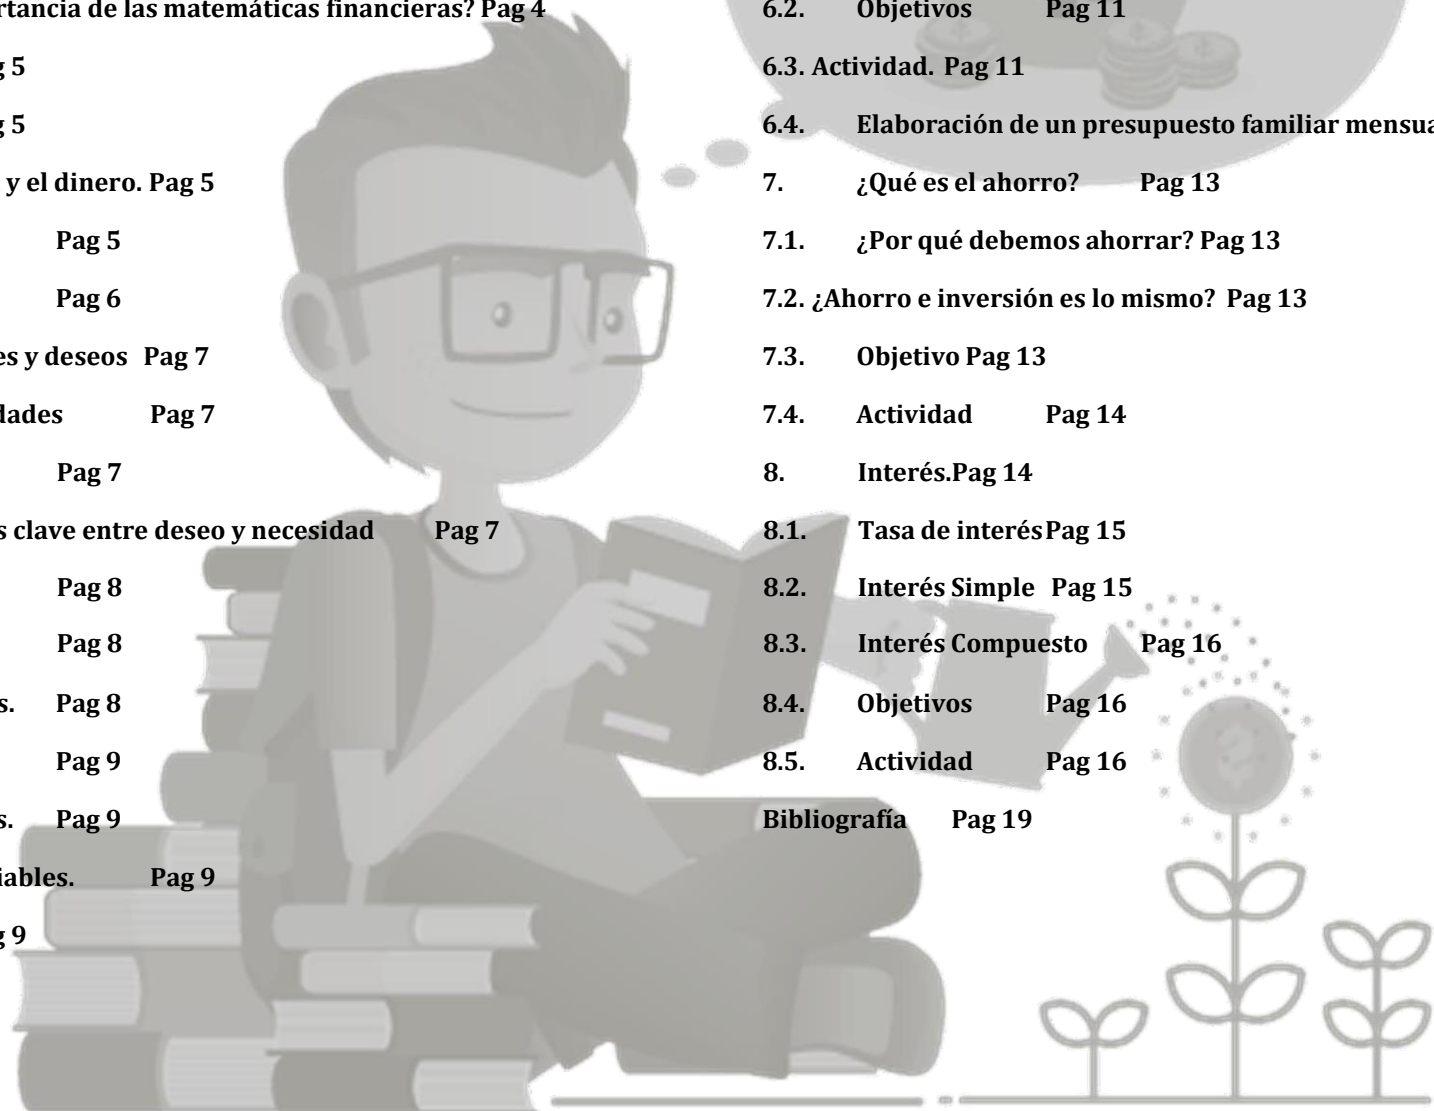 rtancia de las matemáticas financieras? Pag 4
g 5
g 5
y el dinero. Pag 5
Pag 5
Pag 6
es y deseos Pag 7
dades Pag 7
Pag 7
s clave entre deseo y necesidad Pag 7
Pag 8
Pag 8
s. Pag 8
Pag 9
s. Pag 9
iables. Pag 9
g 9
6.2. Objetivos Pag 11
6.3. Actividad. Pag 11
6.4. Elaboración de un presupuesto familiar mensua
7. ¿Qué es el ahorro? Pag 13
7.1. ¿Por qué debemos ahorrar? Pag 13
7.2. ¿Ahorro e inversión es lo mismo? Pag 13
7.3. Objetivo Pag 13
7.4. Actividad Pag 14
8. Interés.Pag 14
8.1. Tasa de interés Pag 15
8.2. Interés Simple Pag 15
8.3. Interés Compuesto Pag 16
8.4. Objetivos Pag 16
8.5. Actividad Pag 16
Bibliografía Pag 19